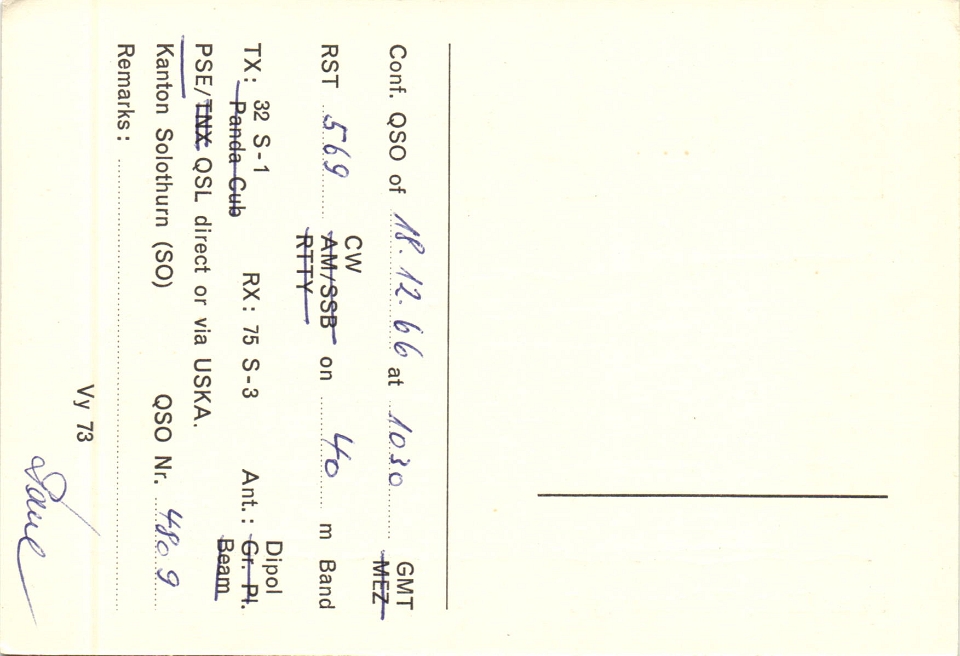 Conf. QSO of 18.12.66 at 1030 GMT
MEZ
CW
RST 569 AM/SSB on 40 m Band
RTTY
Dipol
TX: 32 S-1 RX: 75 S-3 Ant.: Gr. Pl.
Panda Cub Beam
PSE/TNX QSL direct or via USKA.
Kanton Solothurn (SO) QSO Nr. 4809
Remarks:
Vy 73
Paul